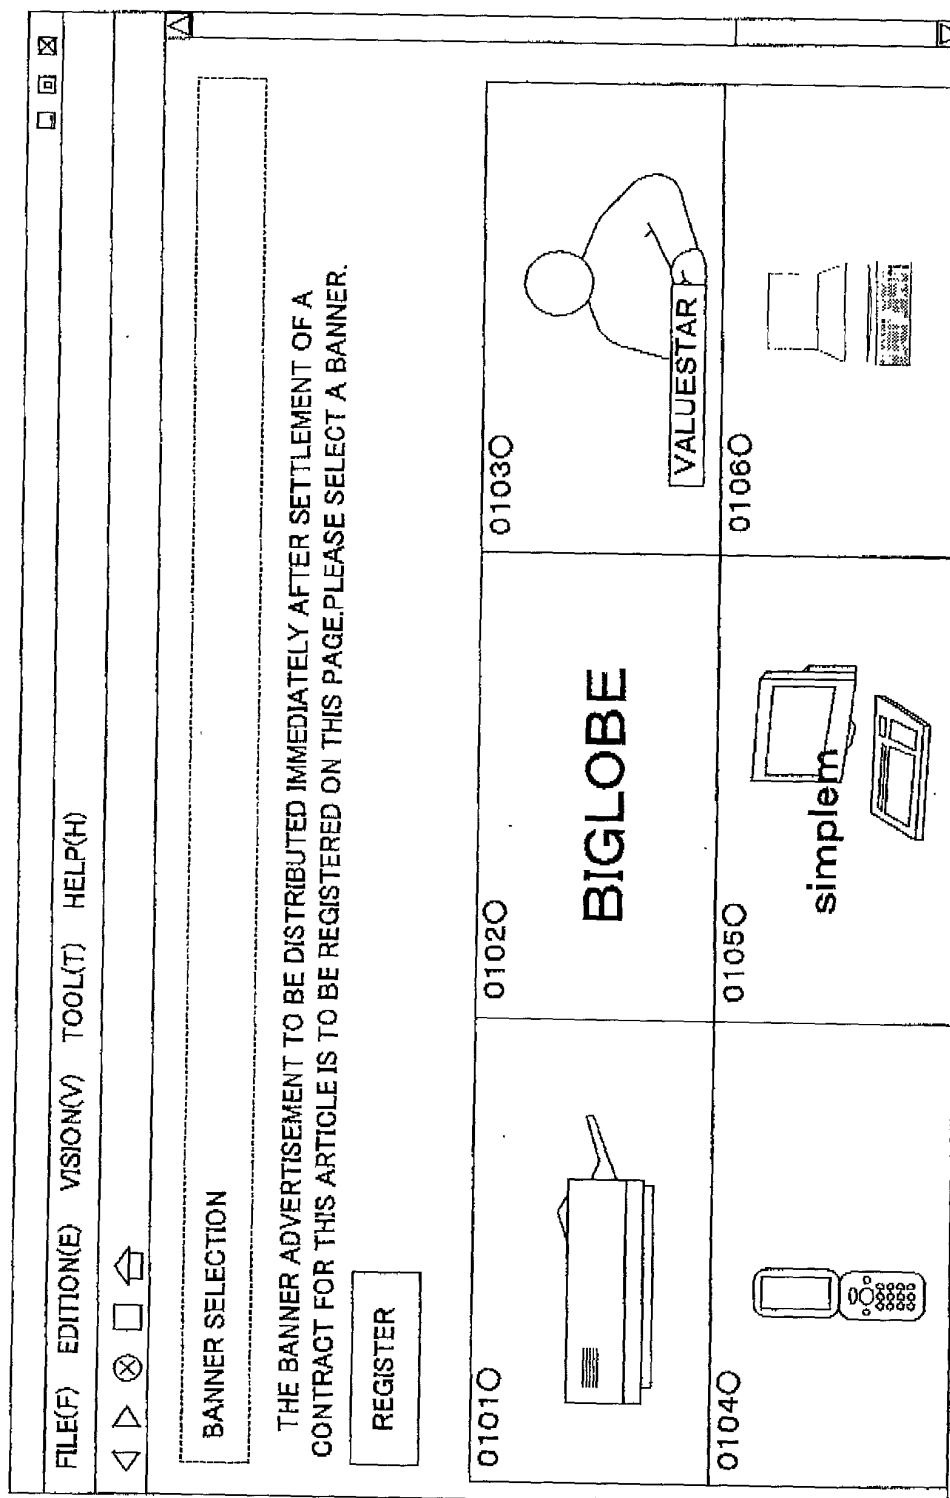 FILE(F) EDITION(E) VISION(V) TOOL(T) HELP(H)
BANNER SELECTION
THE BANNER ADVERTISEMENT TO BE DISTRIBUTED IMMEDIATELY AFTER SETTLEMENT OF A
CONTRACT FOR THIS ARTICLE IS TO BE REGISTERED ON THIS PAGE.PLEASE SELECT A BANNER.
REGISTER
0101
0102
0103
BIGLOBE
VALUESTAR
0104
0105
0106
simplem